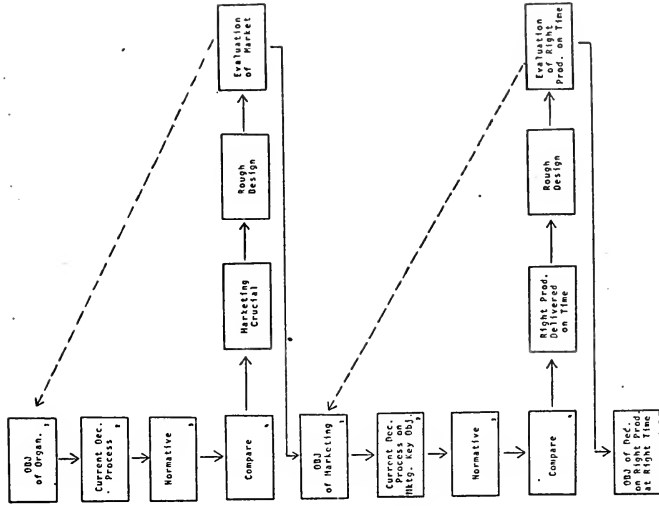 OBJ
of Organ.
Current Dec.
Process
Normative
Compare
Marketing
Crucial
Rough
Design
Evaluation
of Market
OBJ
of Marketing
Current Dec.
Process on
Mktg. Key Obj.
Normative
Compare
Right Prod.
Delivered
on Time
Rough
Design
Evaluation
of Right
Prod. on Time
OBJ of Dec.
on Right Prod.
at Right Time